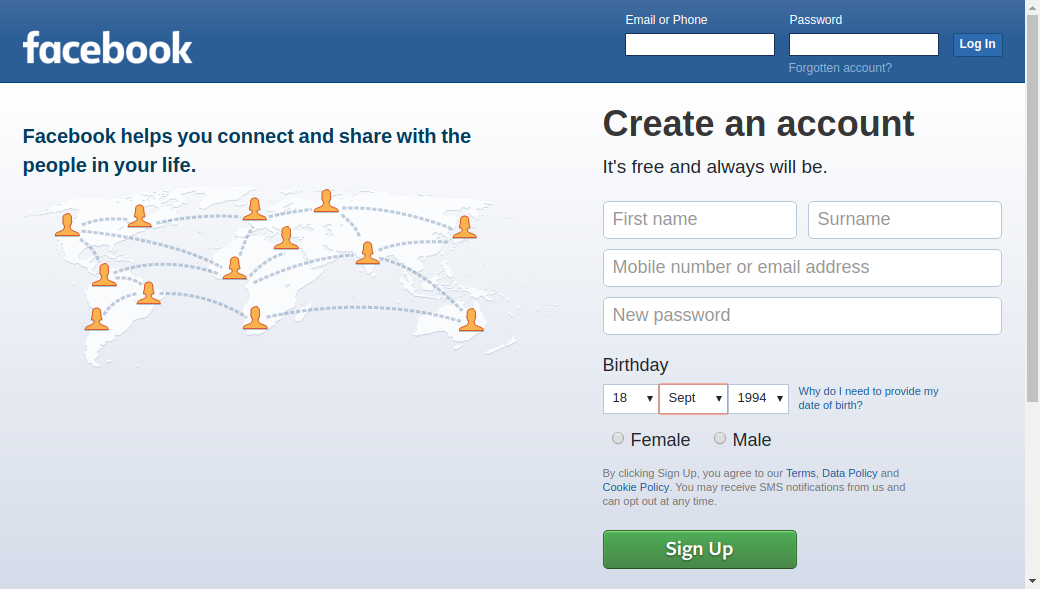 facebook
Email or Phone
Password
Log In
Forgotten account?
Facebook helps you connect and share with the
people in your life.
Create an account
It's free and always will be.
First name
Surname
Mobile number or email address
New password
Birthday
18
Sept
1994
Why do I need to provide my
date of birth?
Female
Male
By clicking Sign Up, you agree to our Terms, Data Policy and
Cookie Policy. You may receive SMS notifications from us and
can opt out at any time.
Sign Up